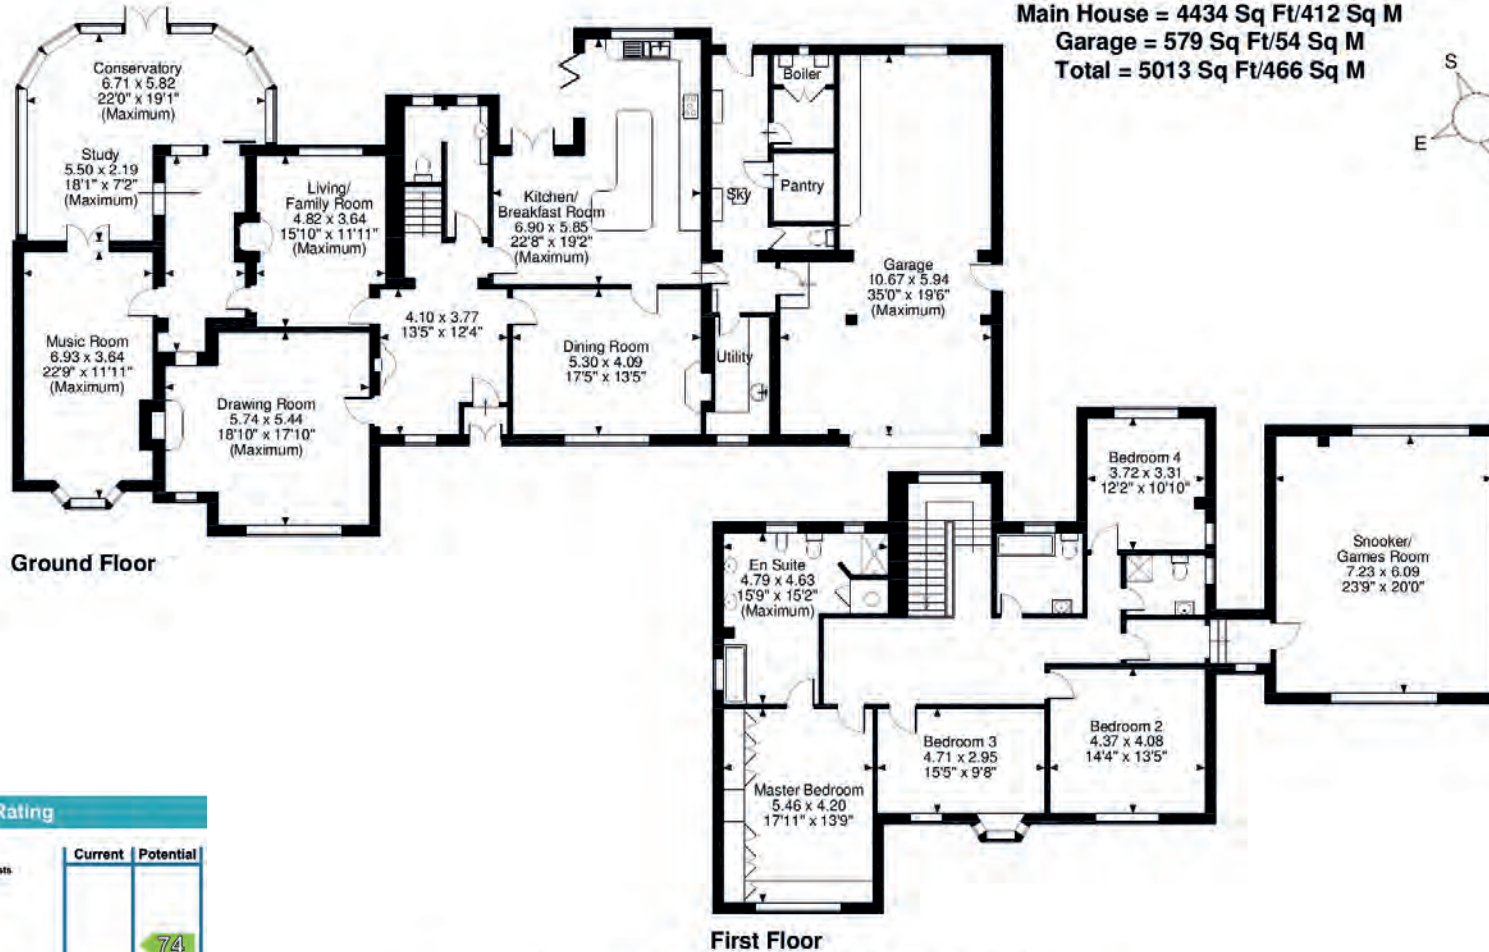 Main House = 4434 Sq Ft/412 Sq M
Garage = 579 Sq Ft/54 Sq M
Total = 5013 Sq Ft/466 Sq M
S
E
Conservatory
6.71 x 5.82
22'0" x 19'1"
(Maximum)
Study
5.50 x 2.19
18'1" x 7'2"
(Maximum)
Living/
Family Room
4.82 x 3.64
15'10" x 11'11"
(Maximum)
Kitchen/
Breakfast Room
6.90 x 5.85
22'8" x 19'2"
(Maximum)
Boiler
Pantry
Sky
Garage
10.67 x 5.94
35'0" x 19'6"
(Maximum)
4.10 x 3.77
13'5" x 12'4"
Music Room
6.93 x 3.64
22'9" x 11'11"
(Maximum)
Dining Room
5.30 x 4.09
17'5" x 13'5"
Utility
Drawing Room
5.74 x 5.44
18'10" x 17'10"
(Maximum)
Ground Floor
Bedroom 4
3.72 x 3.31
12'2" x 10'10"
Snooker/
Games Room
7.23 x 6.09
23'9" x 20'0"
En Suite
4.79 x 4.63
15'9" x 15'2"
(Maximum)
Bedroom 2
4.37 x 4.08
14'4" x 13'5"
Bedroom 3
4.71 x 2.95
15'5" x 9'8"
Master Bedroom
5.46 x 4.20
17'11" x 13'9"
First Floor
Rating
Current Potential
74